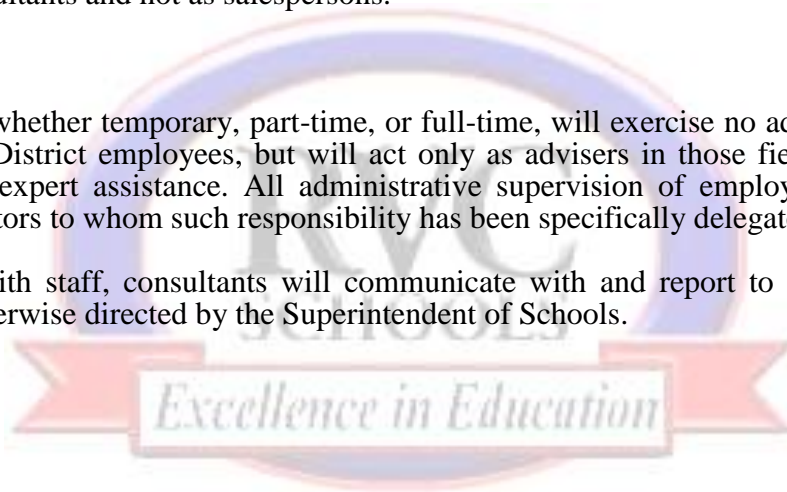 ultants and not as salespersons.
whether temporary, part-time, or full-time, will exercise no ad
District employees, but will act only as advisers in those fie
expert assistance. All administrative supervision of employ
tors to whom such responsibility has been specifically delegat
ith staff, consultants will communicate with and report to
erwise directed by the Superintendent of Schools.
RVC
SCHOOLS
Excellence in Education